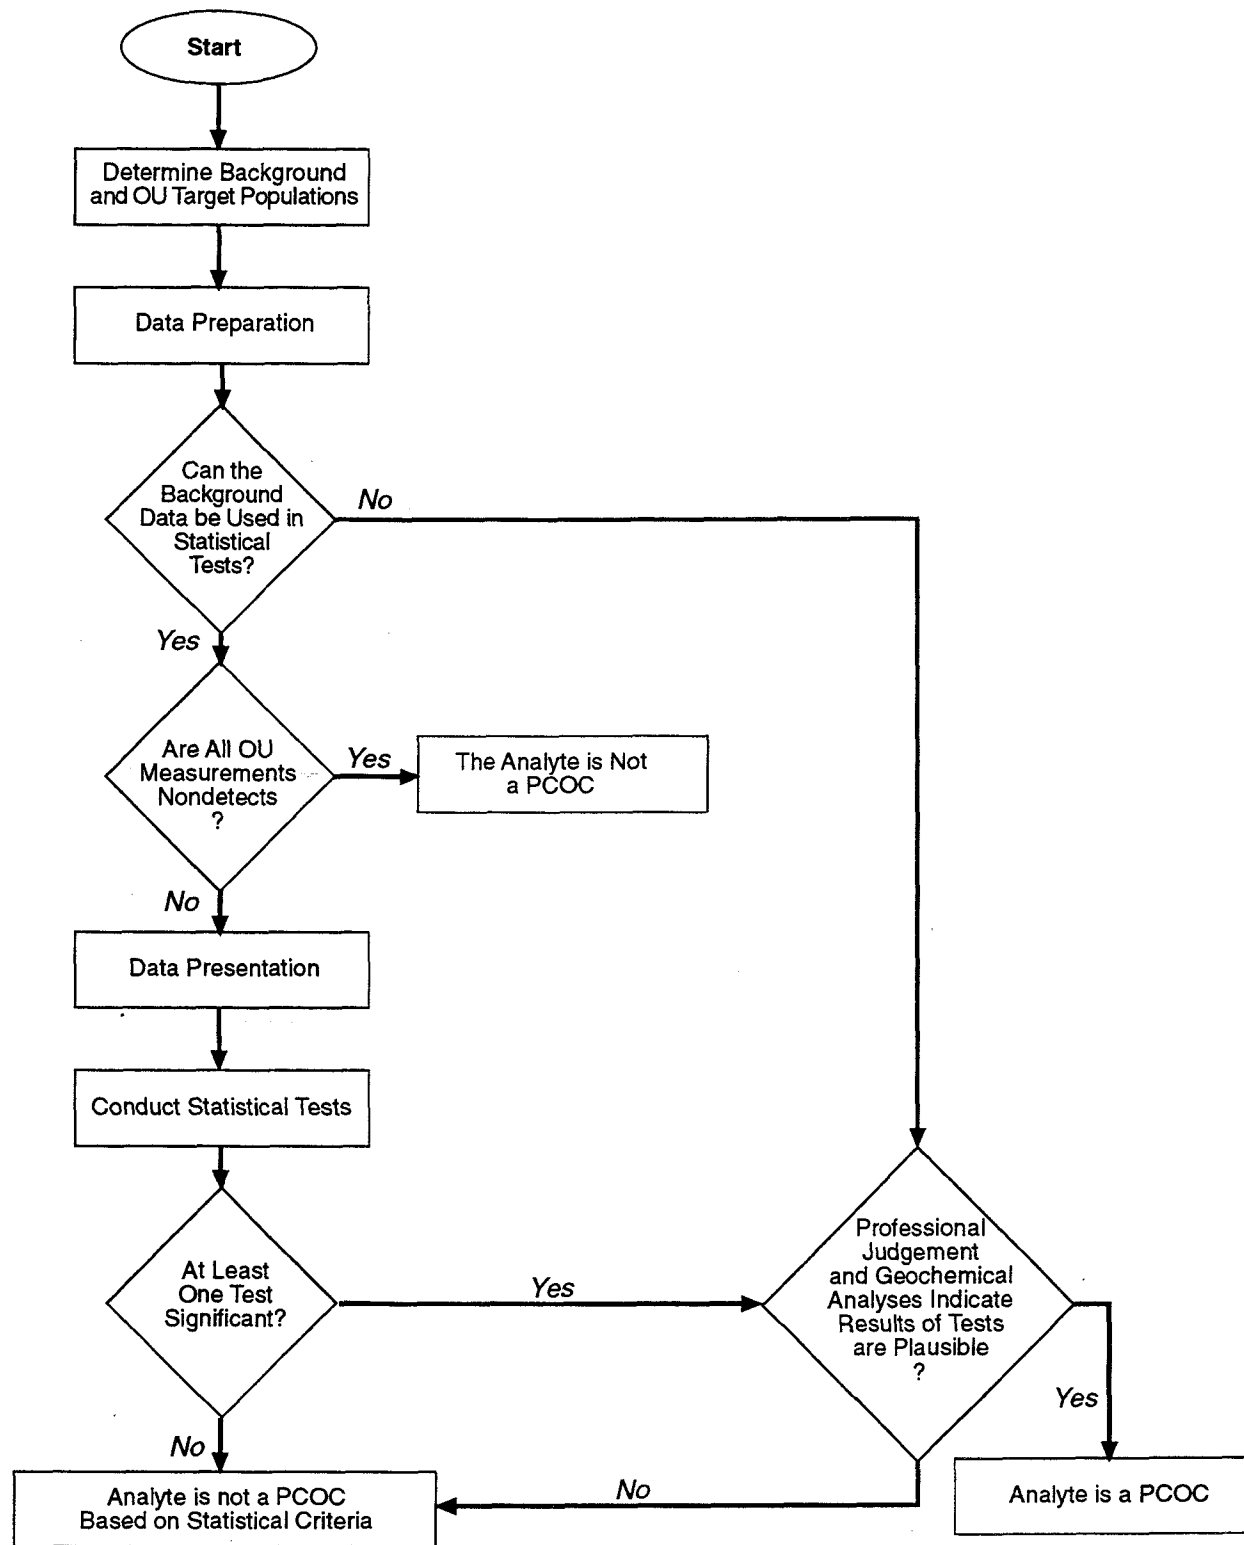 Start
Determine Background
and OU Target Populations
Data Preparation
Can the
Background
Data be Used in
Statistical
Tests?
No
Yes
Are All OU
Measurements
Nondetects
?
Yes
The Analyte is Not
a PCOC
No
Data Presentation
Conduct Statistical Tests
At Least
One Test
Significant?
Yes
Professional
Judgement
and Geochemical
Analyses Indicate
Results of Tests
are Plausible
?
Yes
No
No
Analyte is not a PCOC
Based on Statistical Criteria
Analyte is a PCOC